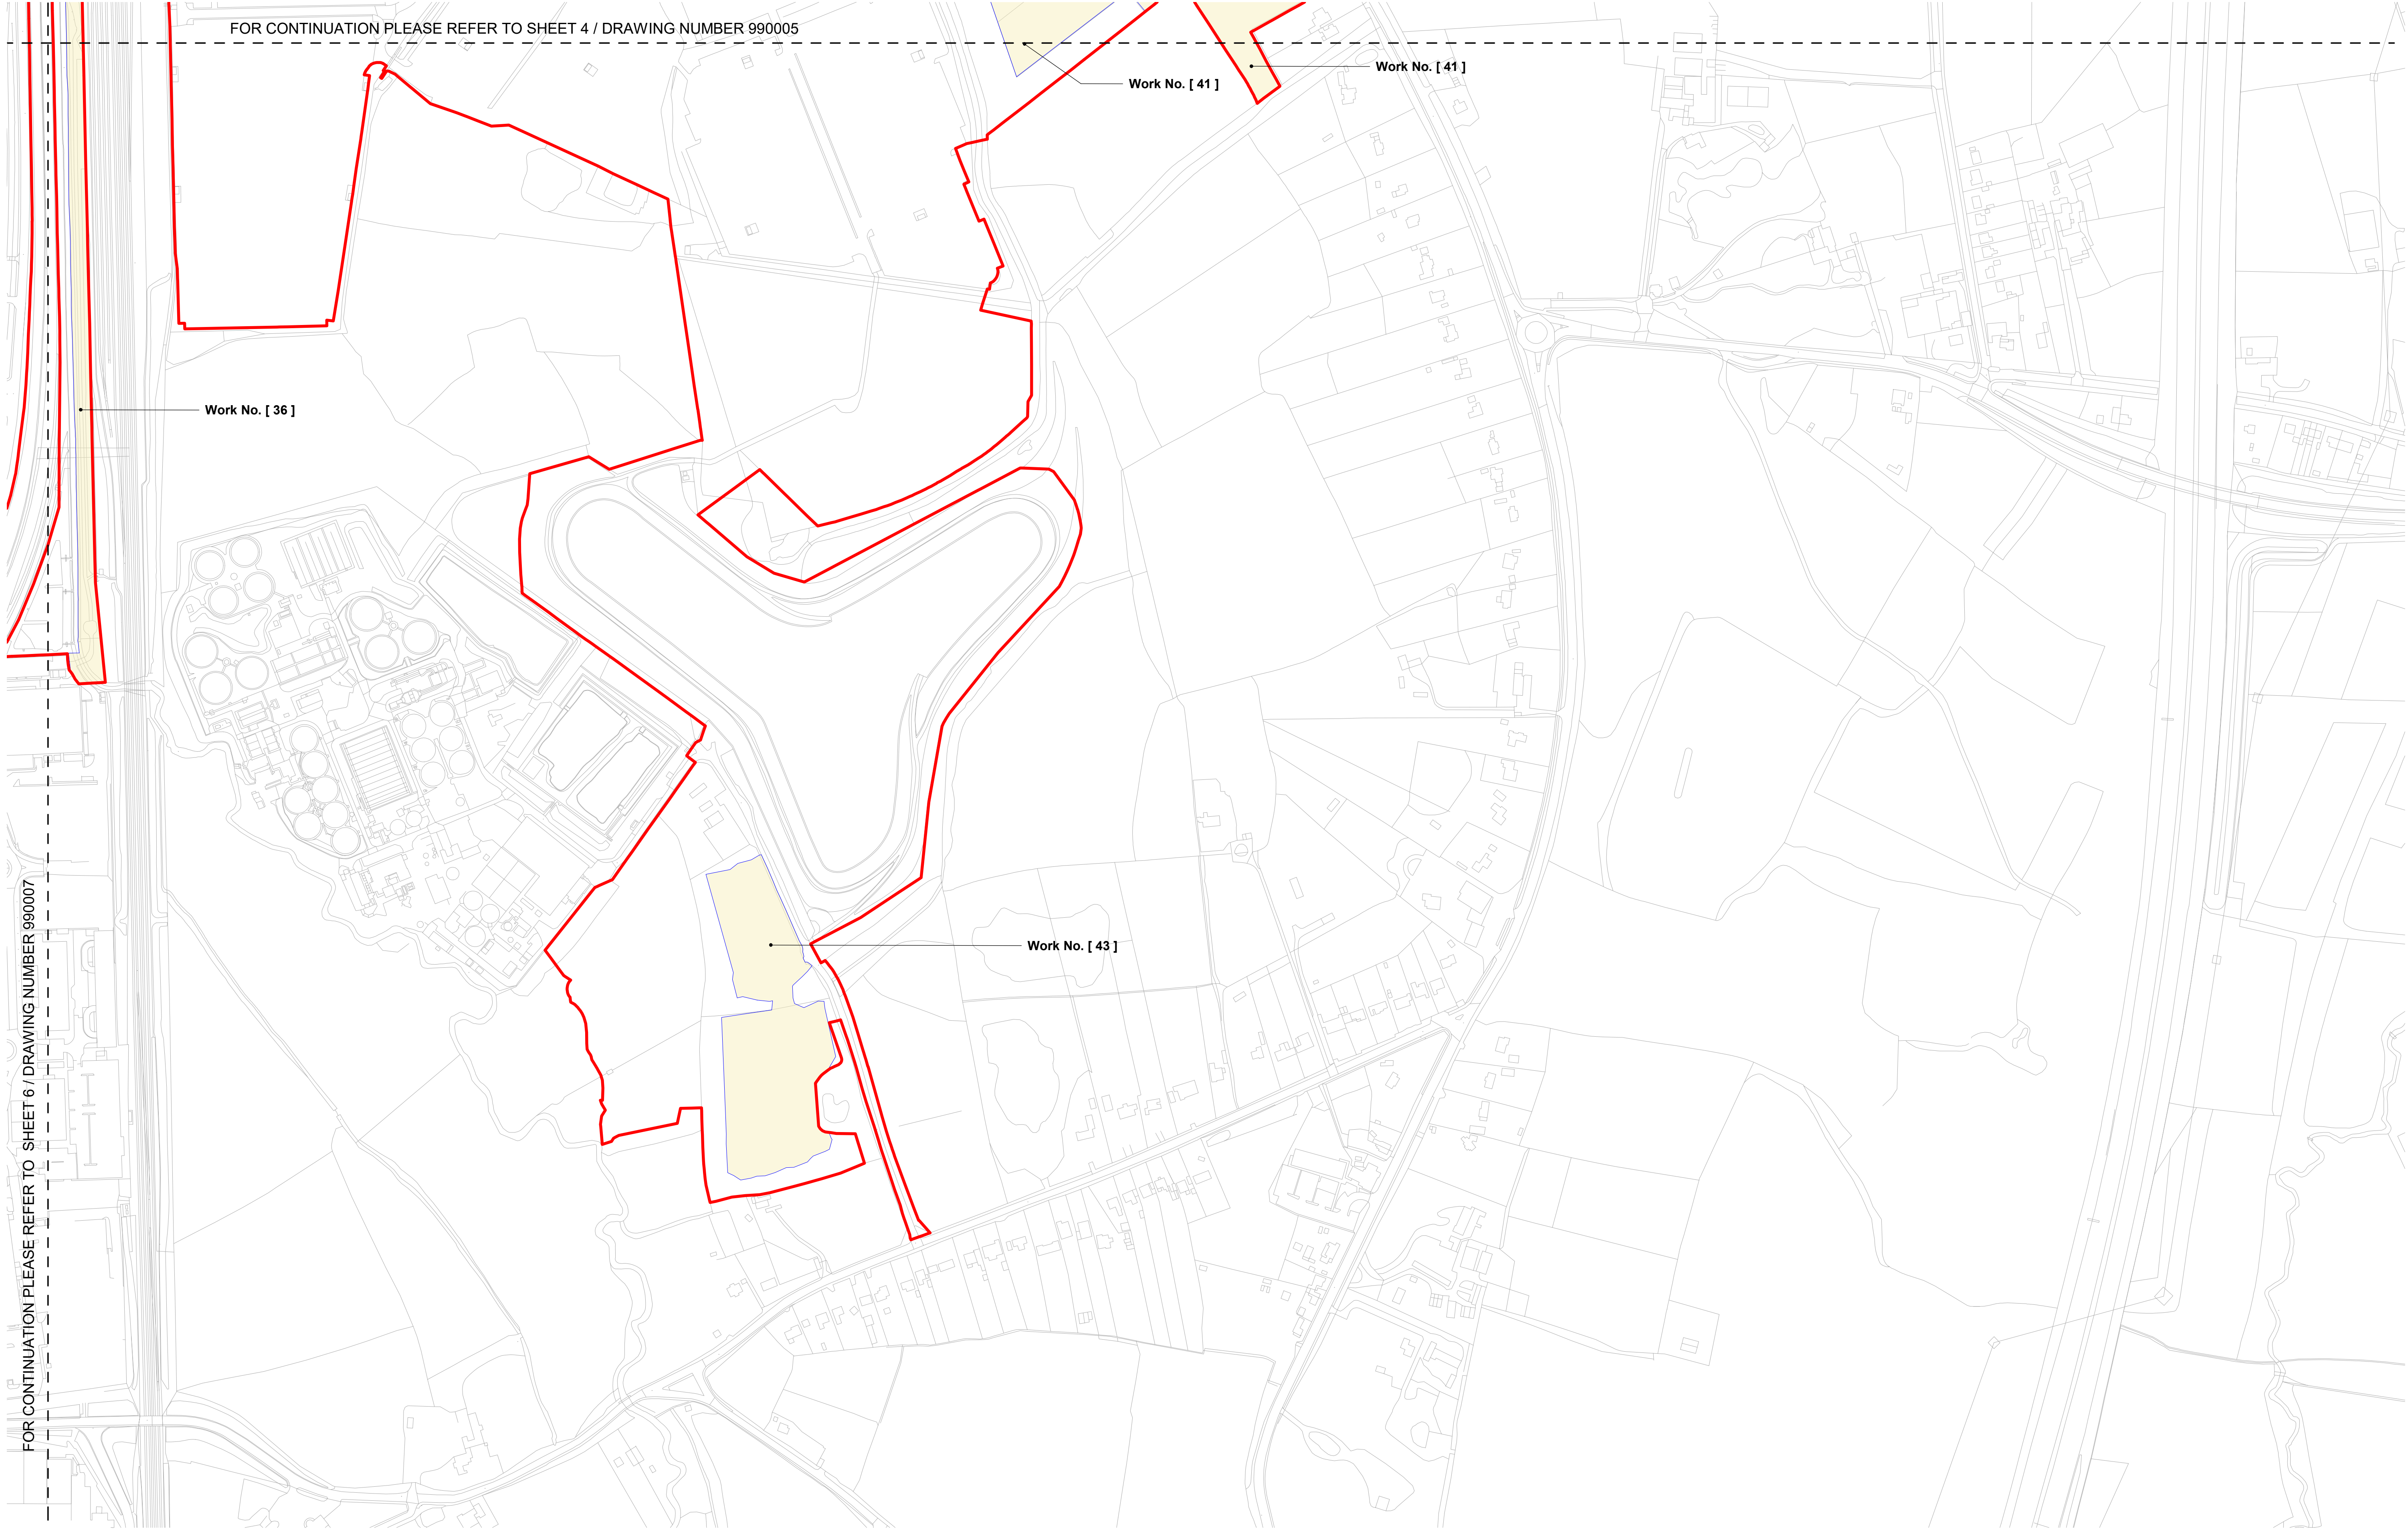 FOR CONTINUATION PLEASE REFER TO SHEET 4 / DRAWING NUMBER 990005
Work No. [ 41 ]
Work No. [ 41 ]
Work No. [ 36 ]
Work No. [ 43 ]
FOR CONTINUATION PLEASE REFER TO SHEET 6 / DRAWING NUMBER 990007